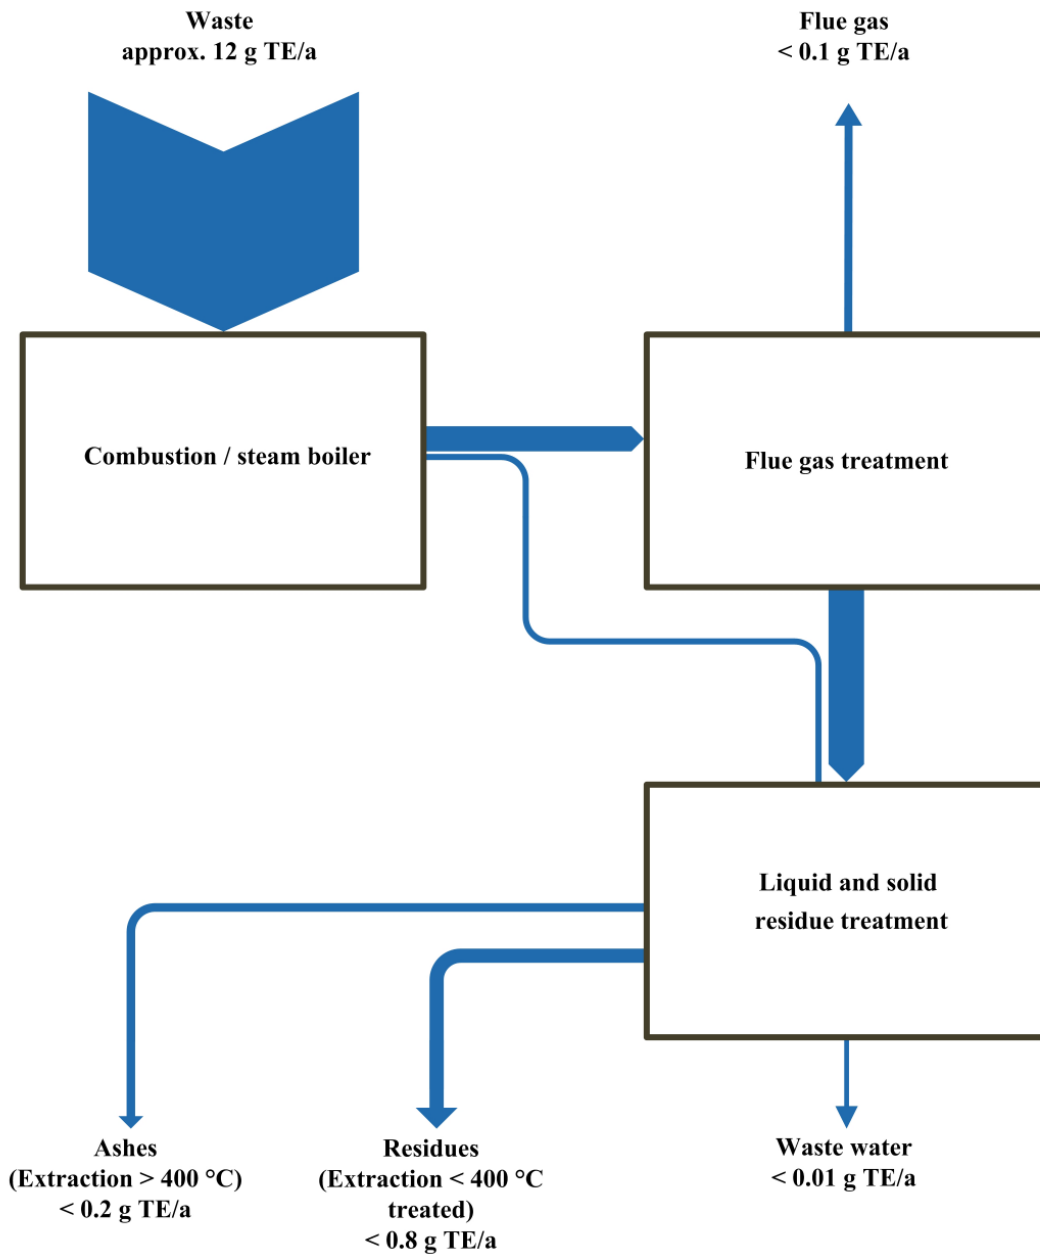 Waste
approx. 12 g TE/a
Flue gas
< 0.1 g TE/a
Combustion / steam boiler
Flue gas treatment
Liquid and solid
residue treatment
Ashes
(Extraction > 400 °C)
< 0.2 g TE/a
Residues
(Extraction < 400 °C
treated)
< 0.8 g TE/a
Waste water
< 0.01 g TE/a